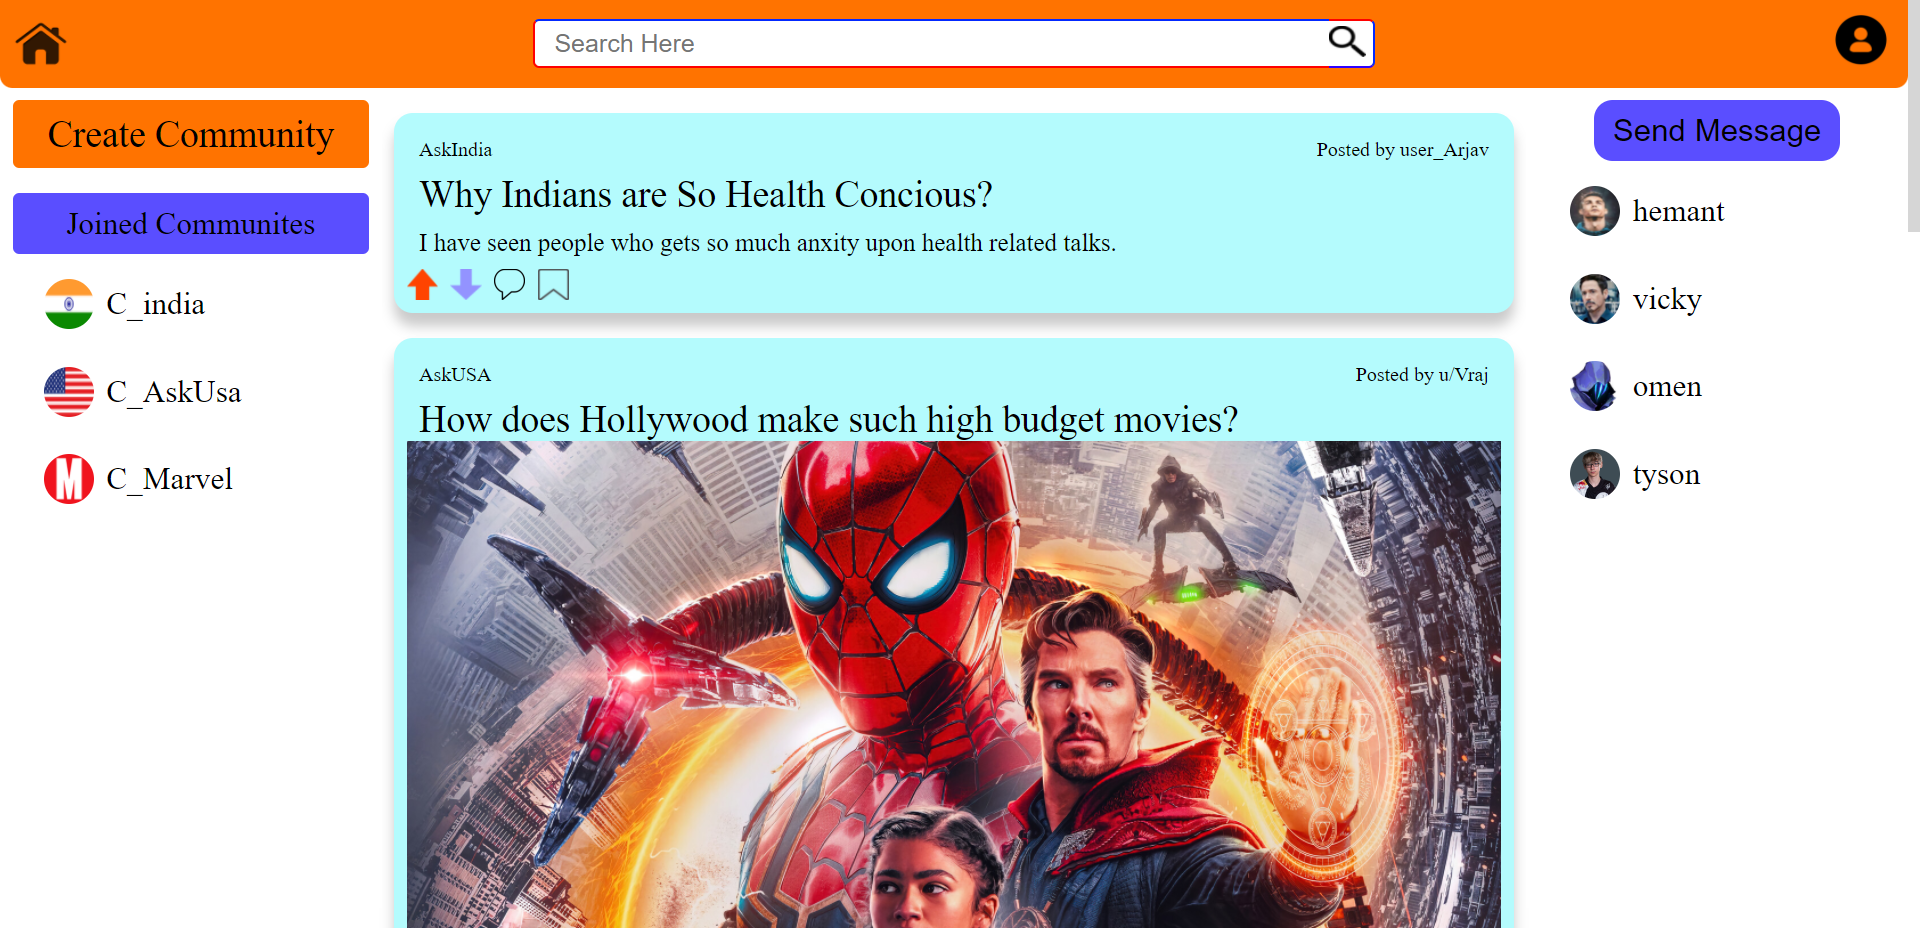 Search Here
Create Community
Joined Communites
C_india
C_AskUsa
C_Marvel
AskIndia
Posted by user_Arjav
Why Indians are So Health Concious?
I have seen people who gets so much anxity upon health related talks.
AskUSA
Posted by u/Vraj
How does Hollywood make such high budget movies?
Send Message
hemant
vicky
omen
tyson